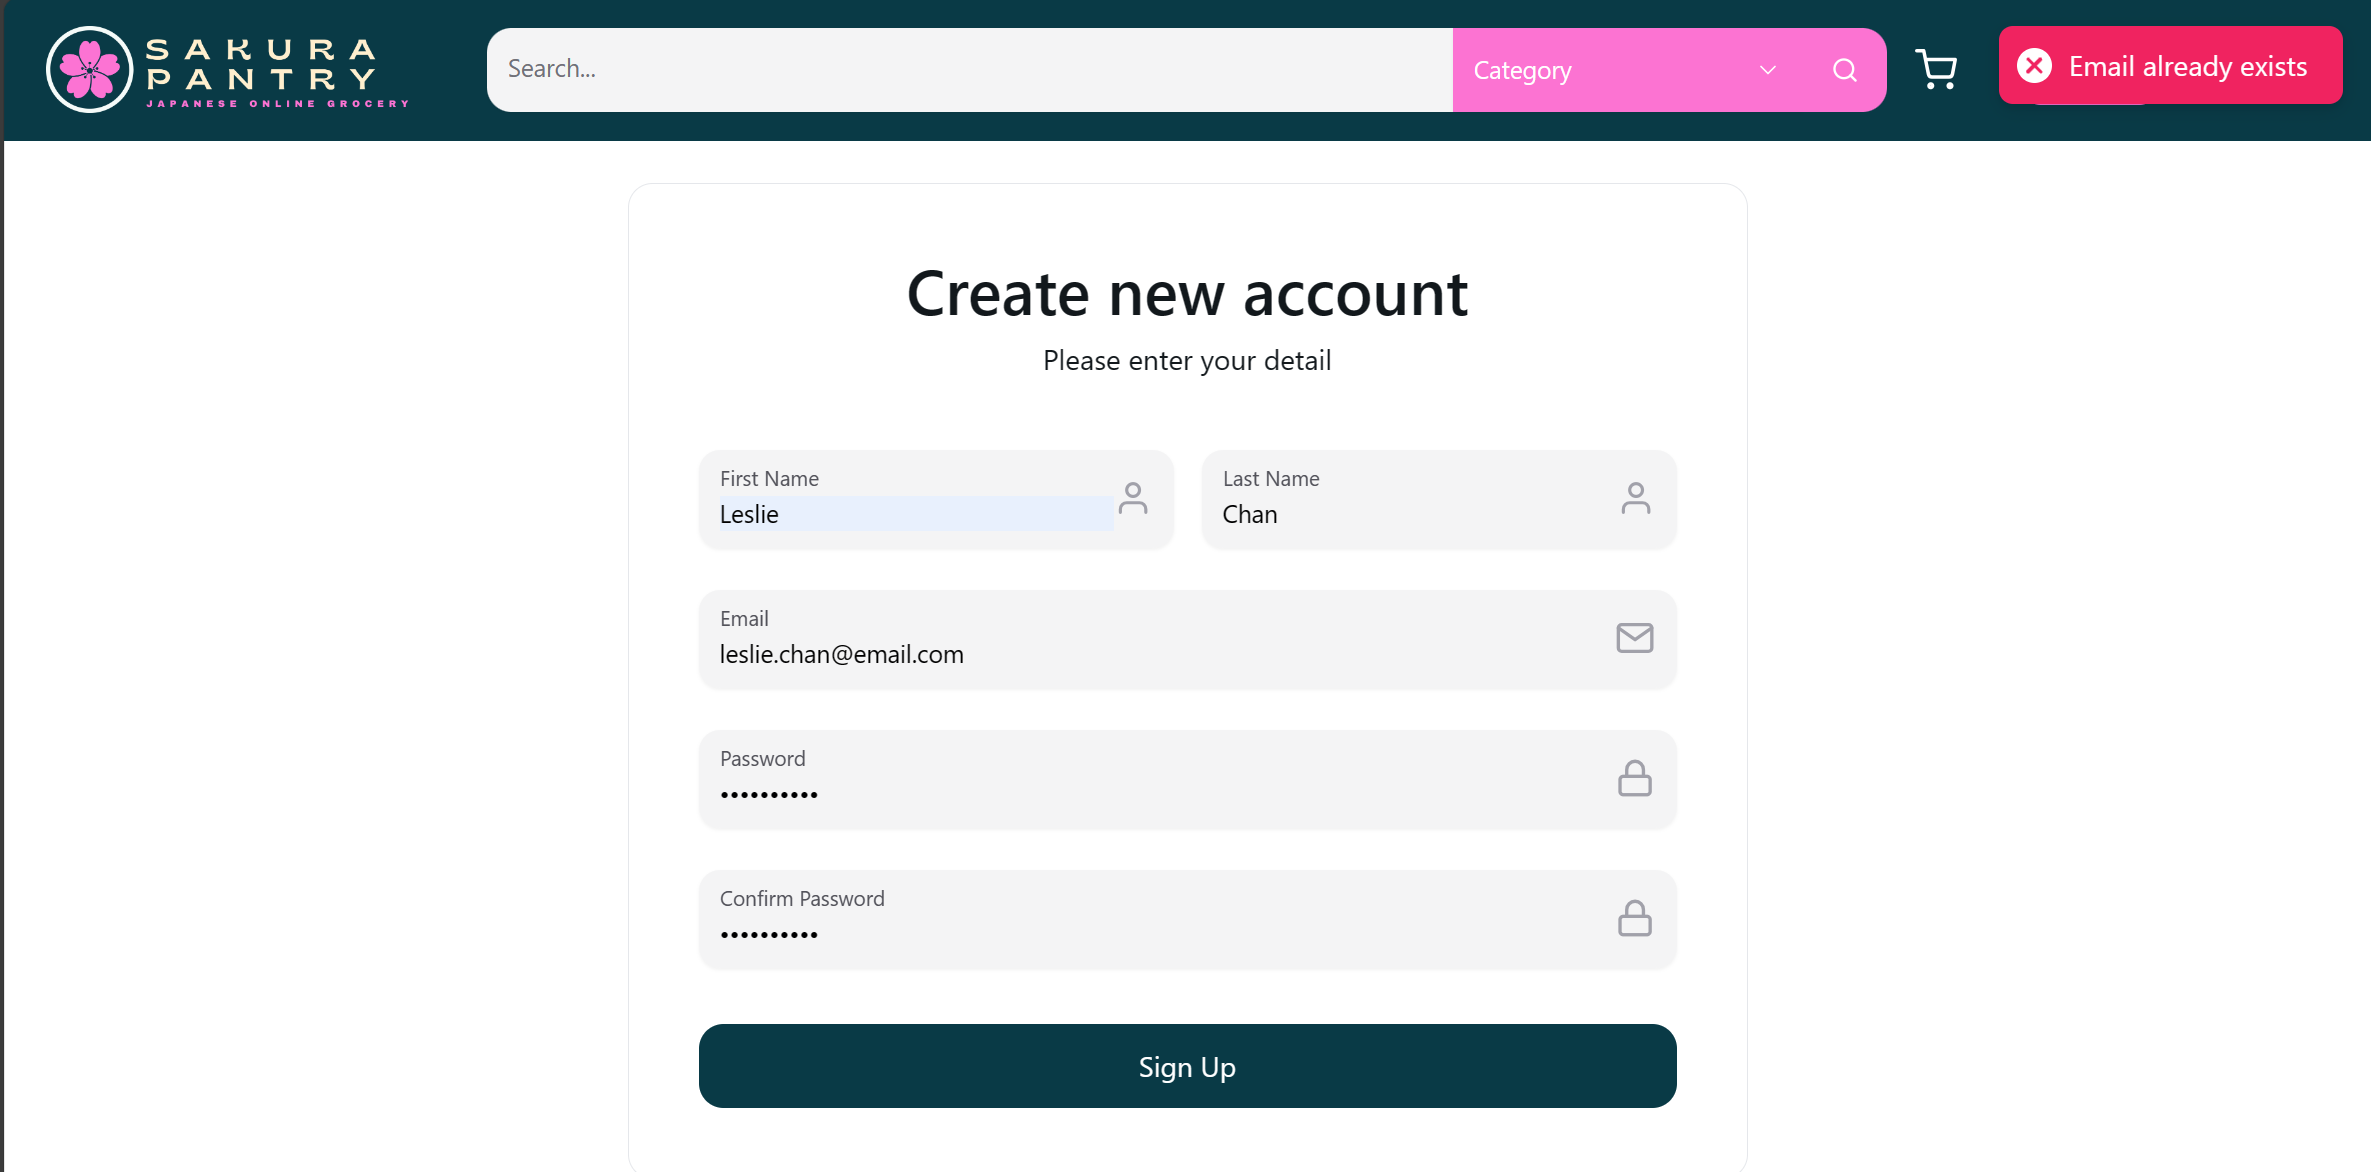 SAKURA
PANTRY
JAPANESE ONLINE GROCERY
Search...
Category
Email already exists
Create new account
Please enter your detail
First Name
Leslie
Last Name
Chan
Email
leslie.chan@email.com
Password
••••••••••
Confirm Password
••••••••••
Sign Up